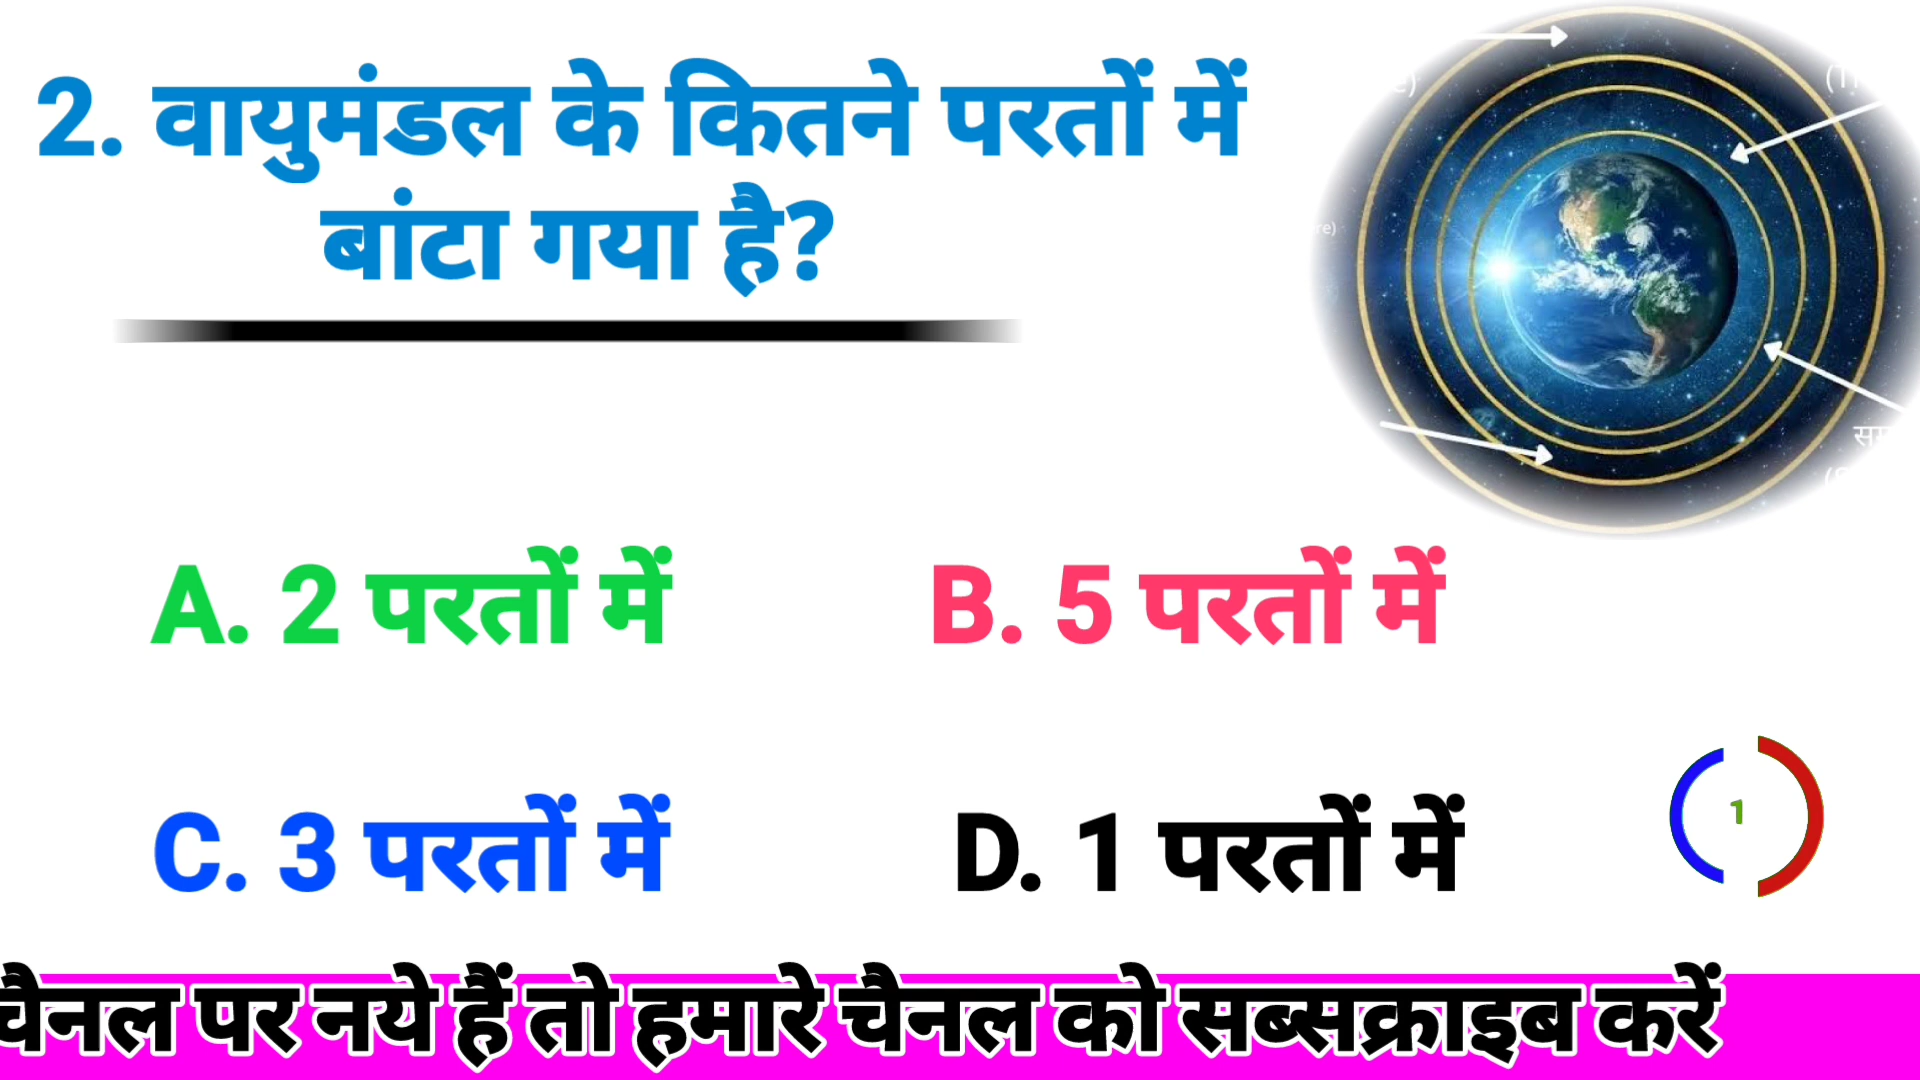 2. वायुमंडल के कितने परतों में
बांटा गया है?
A. 2 परतों में
B. 5 परतों में
C. 3 परतों में
D. 1 परतों में
1
चैनल पर नये हैं तो हमारे चैनल को सब्सक्राइब करें